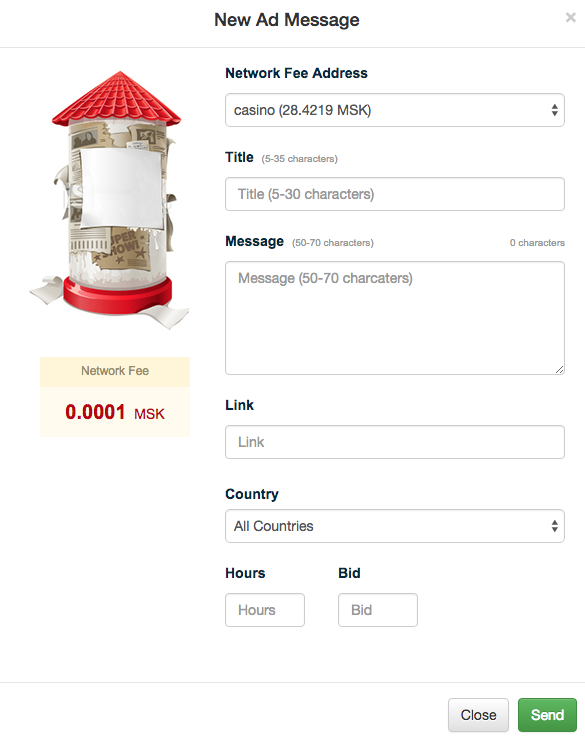 New Ad Message
×
Network Fee Address
casino (28.4219 MSK)
Title (5-35 characters)
Title (5-30 characters)
Message (50-70 characters) 0 characters
Message (50-70 charcaters)
SUPER
SHOW!
Network Fee
0.0001 MSK
Link
Link
Country
All Countries
Hours Bid
Hours Bid
Close Send